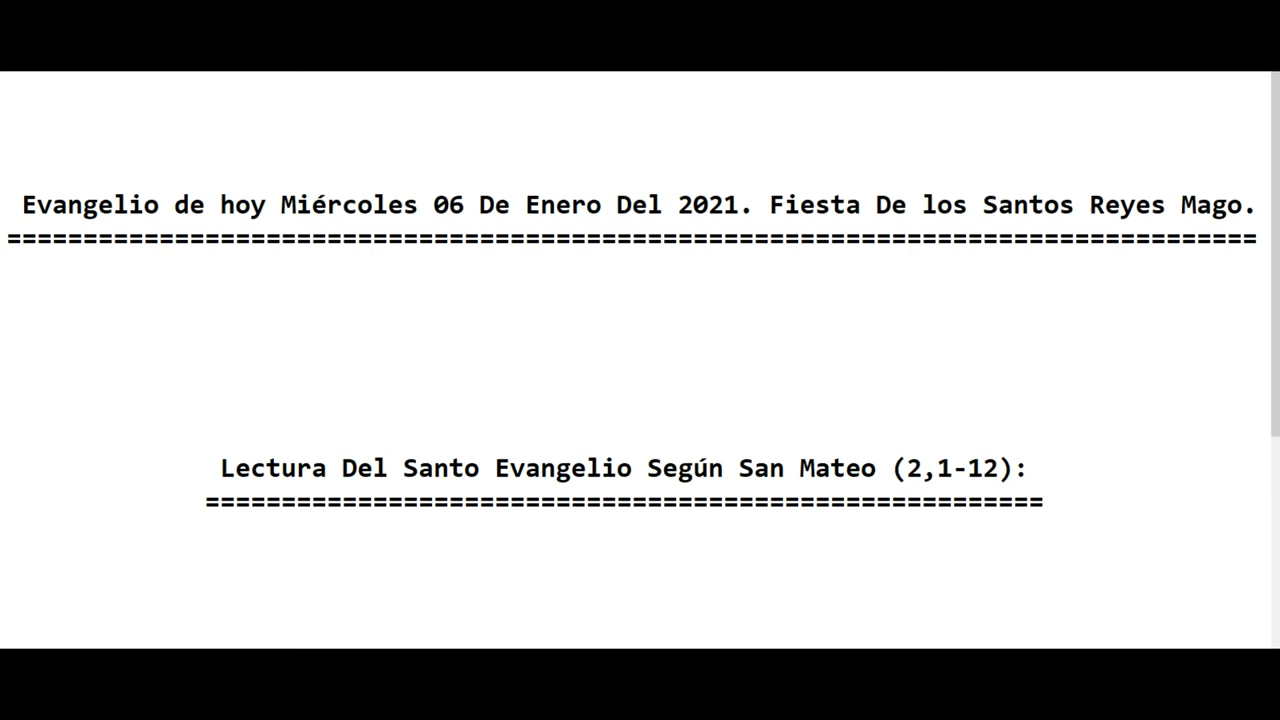 Evangelio de hoy Miércoles 06 De Enero Del 2021. Fiesta De los Santos Reyes Mago.
==================================================================================
Lectura Del Santo Evangelio Según San Mateo (2,1-12):
=======================================================